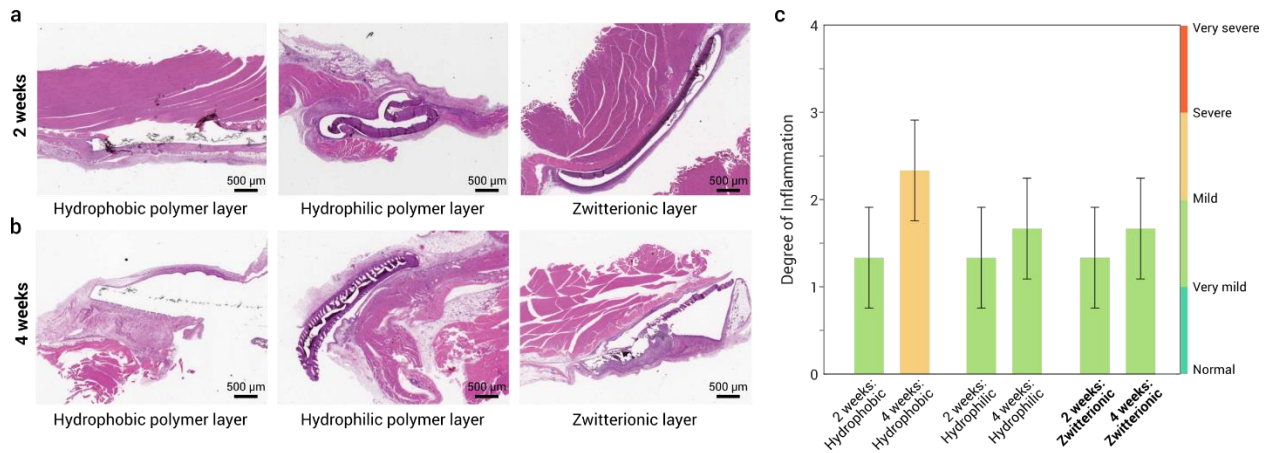 a
2 weeks
500 µm
500 µm
500 µm
Hydrophobic polymer layer
Hydrophilic polymer layer
Zwitterionic layer
b
4 weeks
500 µm
500 µm
500 µm
Hydrophobic polymer layer
Hydrophilic polymer layer
Zwitterionic layer
c
Degree of Inflammation
4
3
2
1
0
Very severe
Severe
Mild
Very mild
Normal
2 weeks:
Hydrophobic
4 weeks:
Hydrophobic
2 weeks:
Hydrophilic
4 weeks:
Hydrophilic
2 weeks:
Zwitterionic
4 weeks:
Zwitterionic